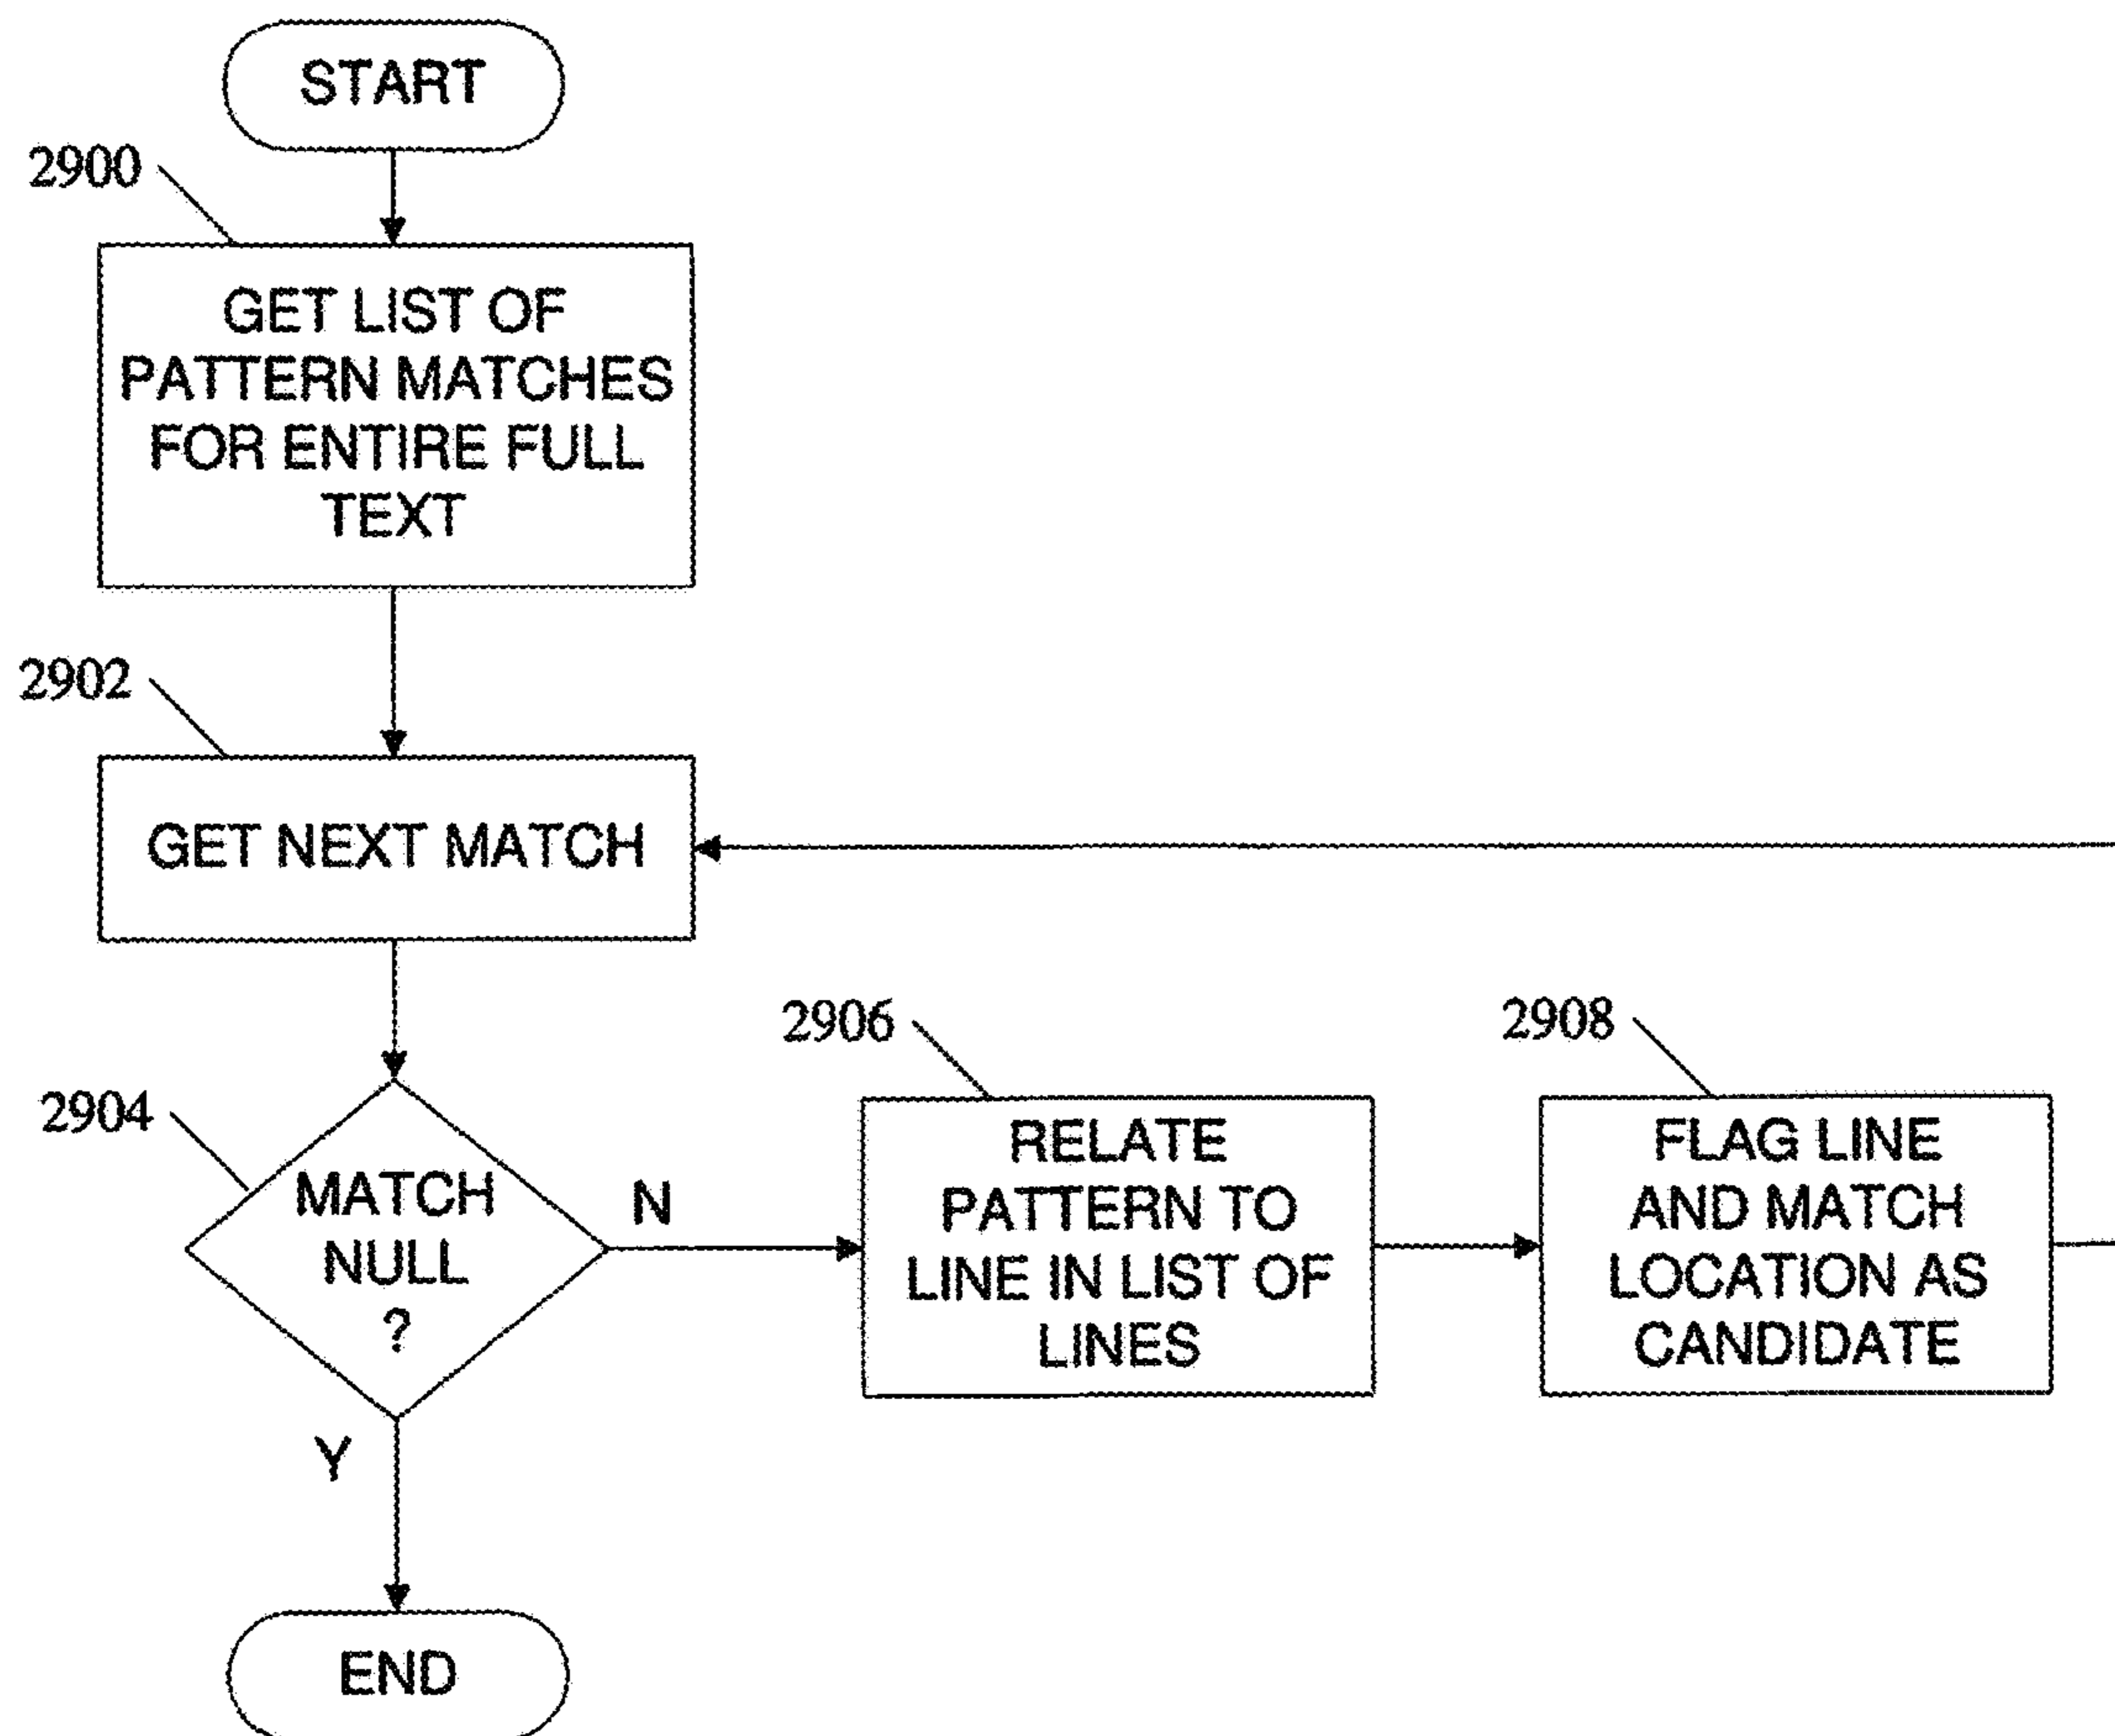 START
2900
GET LIST OF
PATTERN MATCHES
FOR ENTIRE FULL
TEXT
2902
GET NEXT MATCH
2904
MATCH
NULL
?
N
Y
2906
RELATE
PATTERN TO
LINE IN LIST OF
LINES
2908
FLAG LINE
AND MATCH
LOCATION AS
CANDIDATE
END